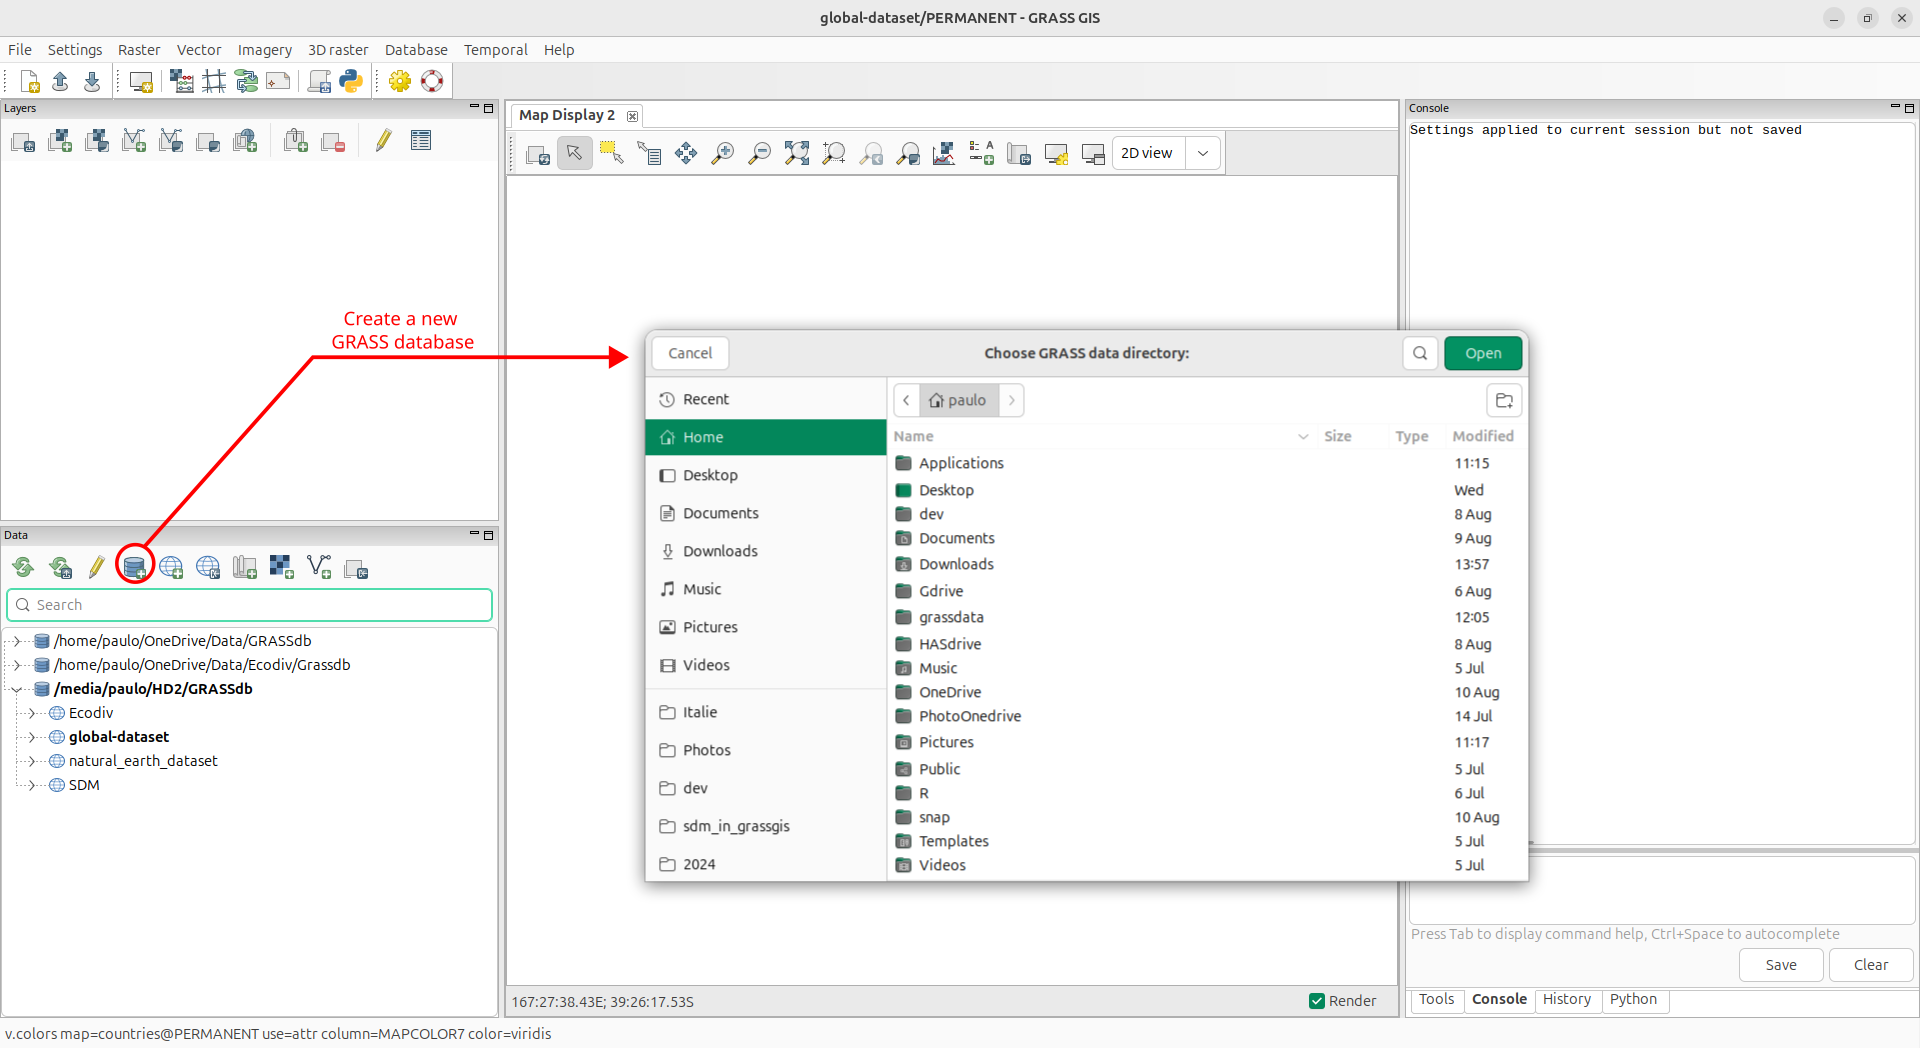 global-dataset/PERMANENT - GRASS GIS
File Settings Raster Vector Imagery 3D raster Database Temporal Help
Layers
Map Display 2
2D view
Console
Settings applied to current session but not saved
Create a new
GRASS database
Cancel
Choose GRASS data directory:
Open
Recent
Home
Desktop
Documents
Downloads
Music
Pictures
Videos
Italie
Photos
dev
sdm_in_grassgis
2024
paulo
Name Size Type Modified
Applications 11:15
Desktop Wed
dev 8 Aug
Documents 9 Aug
Downloads 13:57
Gdrive 6 Aug
grassdata 12:05
HASdrive 8 Aug
Music 5 Jul
OneDrive 10 Aug
PhotoOnedrive 14 Jul
Pictures 11:17
Public 5 Jul
R 6 Jul
snap 10 Aug
Templates 5 Jul
Videos 5 Jul
Data
Search
/home/paulo/OneDrive/Data/GRASSdb
/home/paulo/OneDrive/Data/Ecodiv/Grassdb
/media/paulo/HD2/GRASSdb
Ecodiv
global-dataset
natural_earth_dataset
SDM
167:27:38.43E; 39:26:17.53S
Render
Press Tab to display command help, Ctrl+Space to autocomplete
Save Clear
Tools Console History Python
v.colors map=countries@PERMANENT use=attr column=MAPCOLOR7 color=viridis